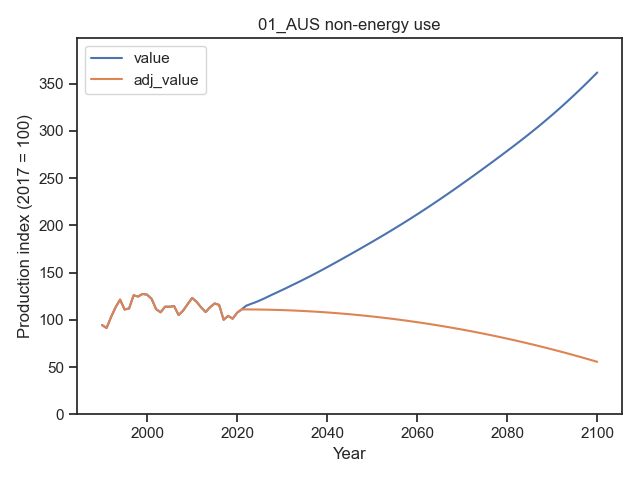 01_AUS non-energy use
value
adj_value
Production index (2017 = 100)
350
300
250
200
150
100
50
0
2000 2020 2040 2060 2080 2100
Year